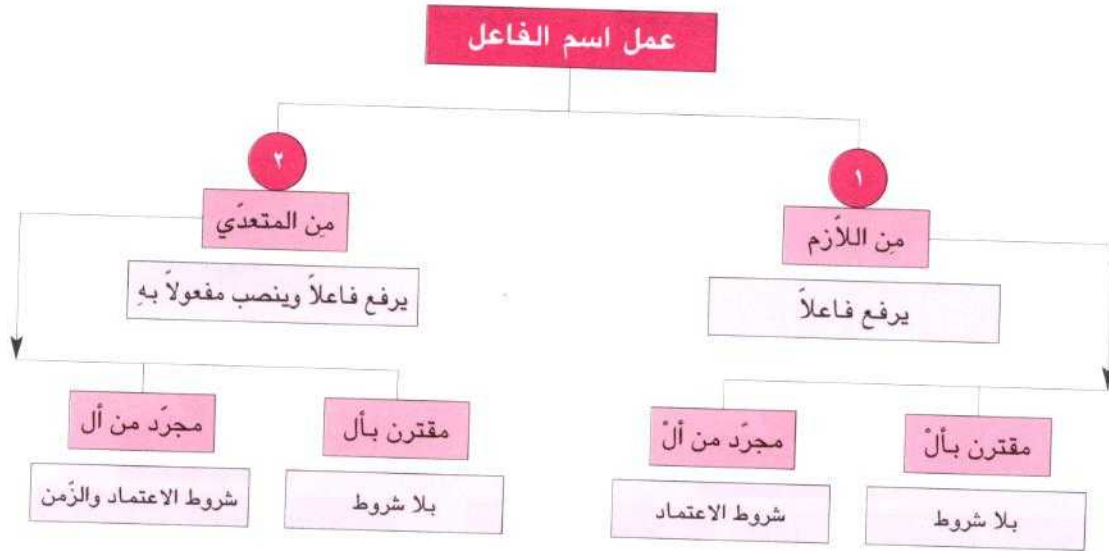 عمل اسم الفاعل
١
مِن اللاّزم
يرفع فاعلاً
مقترن بألْ
بلا شروط
مجرّد من ألْ
شروط الاعتماد
٢
مِن المتعدّي
يرفع فاعلاً وينصب مفعولاً بهِ
مقترن بأل
بلا شروط
مجرّد من أل
شروط الاعتماد والزّمن